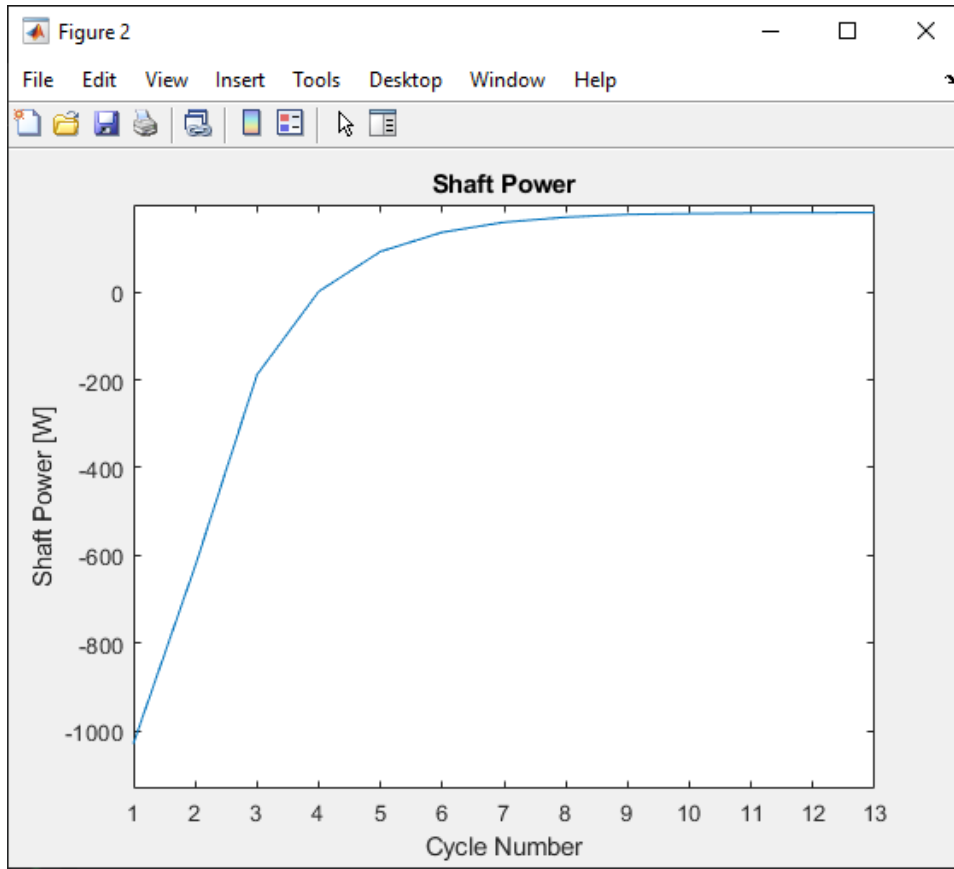 Figure 2
File Edit View Insert Tools Desktop Window Help
Shaft Power
Shaft Power [W]
0
-200
-400
-600
-800
-1000
1 2 3 4 5 6 7 8 9 10 11 12 13
Cycle Number